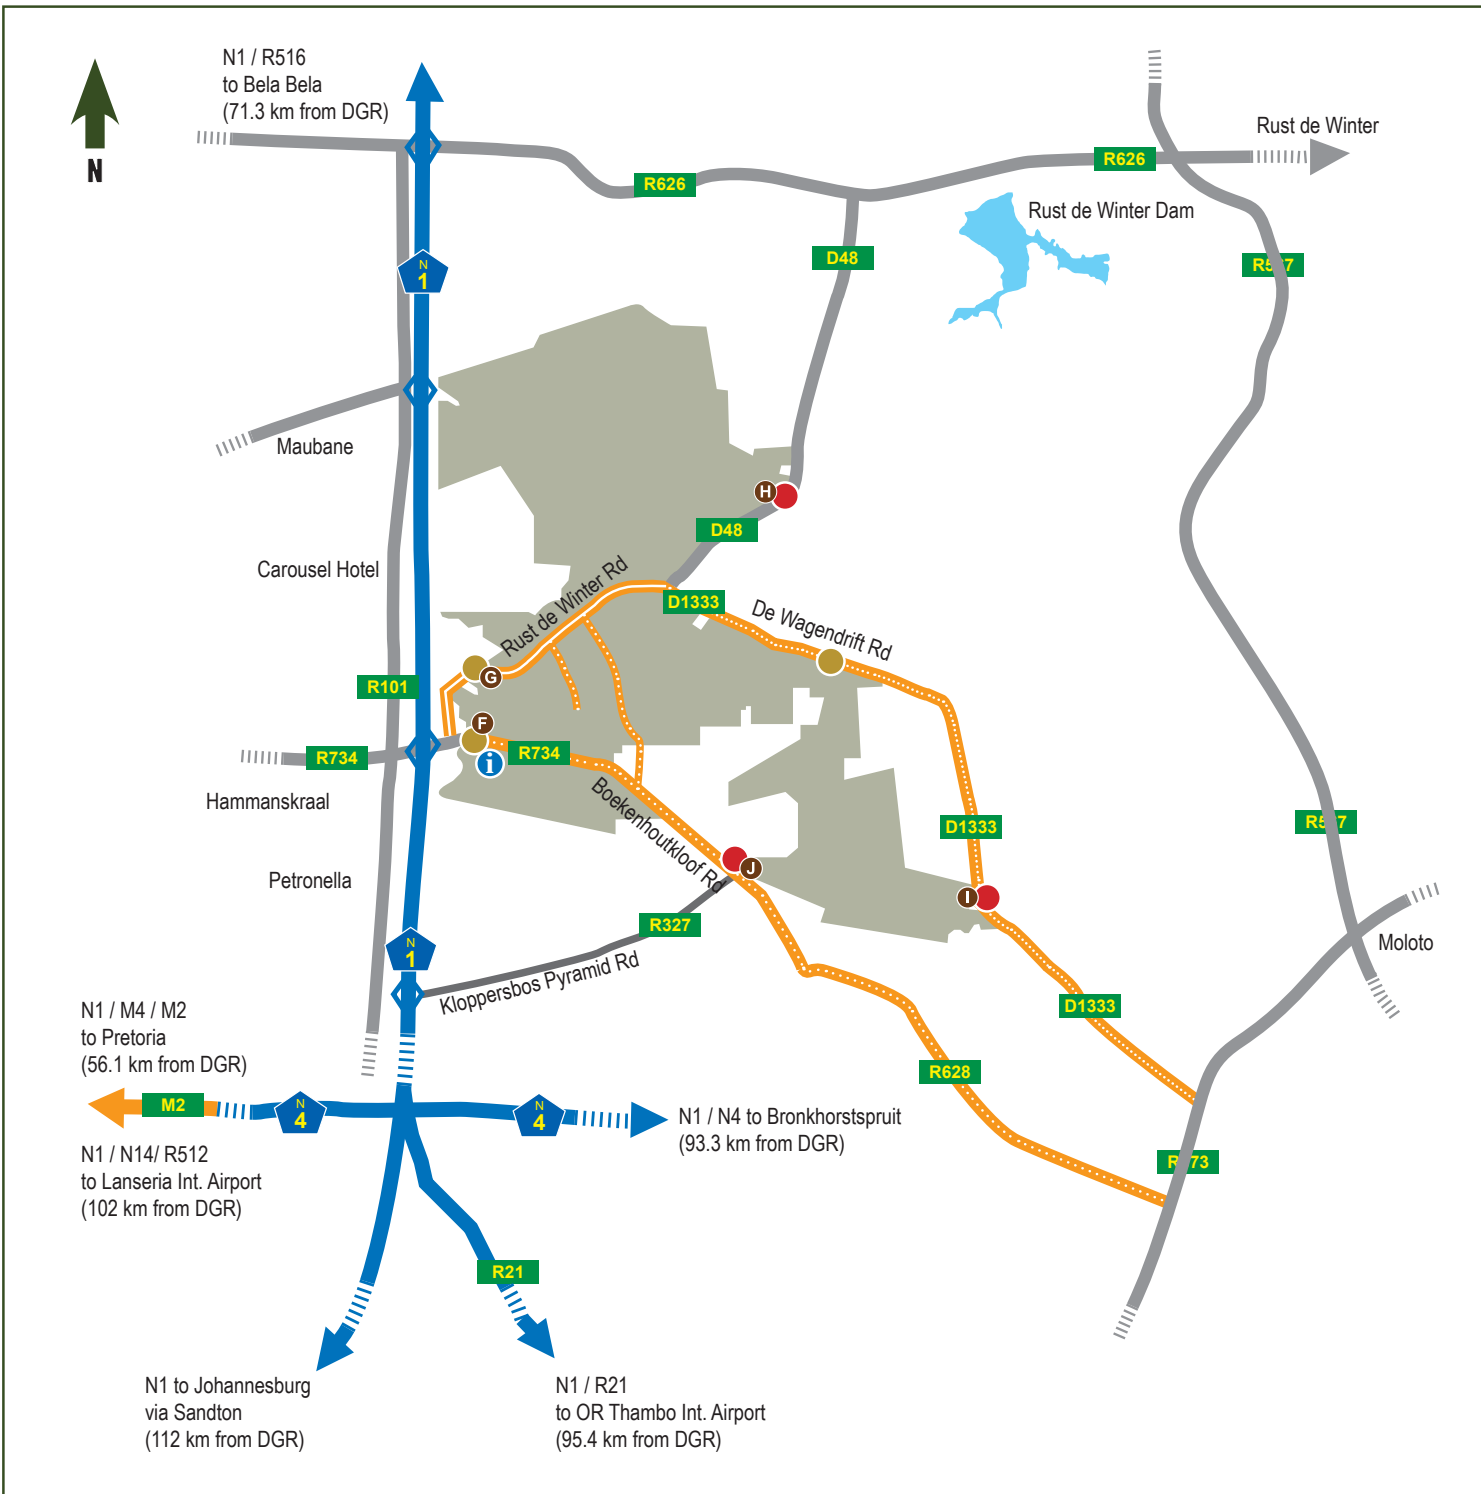 N1 / R516
to Bela Bela
(71.3 km from DGR)
N
Rust de Winter
R626
R626
Rust de Winter Dam
D48
N
1
Maubane
H
D48
Carousel Hotel
Rust de Winter Rd
D1333
De Wagendrift Rd
G
R101
F
R734
R734
i
Hammanskraal
Boekenhoutkloof Rd
D1333
Petronella
J
I
R327
N
1
Kloppersbos Pyramid Rd
Moloto
D1333
N1 / M4 / M2
to Pretoria
(56.1 km from DGR)
R628
M2
N
4
N
4
N1 / N4 to Bronkhorstspruit
(93.3 km from DGR)
N1 / N14/ R512
to Lanseria Int. Airport
(102 km from DGR)
R21
N1 to Johannesburg
via Sandton
(112 km from DGR)
N1 / R21
to OR Thambo Int. Airport
(95.4 km from DGR)